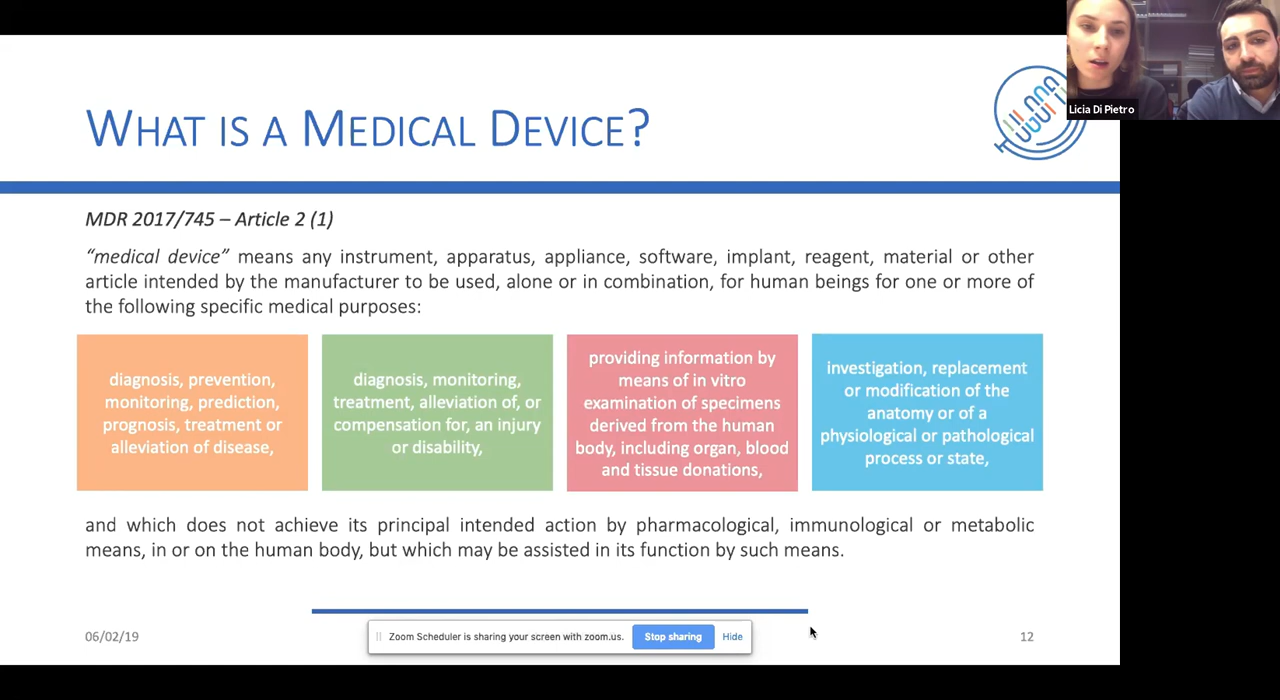 Licia Di Pietro
WHAT IS A MEDICAL DEVICE?
MDR 2017/745 – Article 2 (1)
“medical device” means any instrument, apparatus, appliance, software, implant, reagent, material or other
article intended by the manufacturer to be used, alone or in combination, for human beings for one or more of
the following specific medical purposes:
diagnosis, prevention,
monitoring, prediction,
prognosis, treatment or
alleviation of disease,
diagnosis, monitoring,
treatment, alleviation of, or
compensation for, an injury
or disability,
providing information by
means of in vitro
examination of specimens
derived from the human
body, including organ, blood
and tissue donations,
investigation, replacement
or modification of the
anatomy or of a
physiological or pathological
process or state,
and which does not achieve its principal intended action by pharmacological, immunological or metabolic
means, in or on the human body, but which may be assisted in its function by such means.
06/02/19
Zoom Scheduler is sharing your screen with zoom.us.
Stop sharing
Hide
12